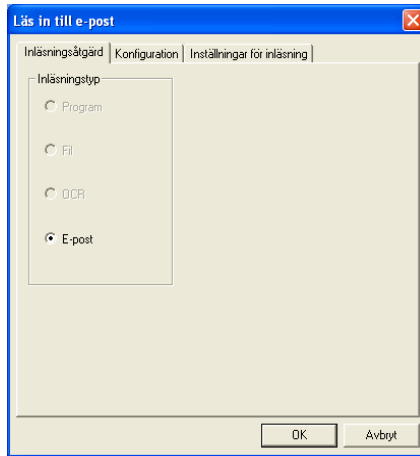 Läs in till e-post
Inläsningsåtgärd Konfiguration Inställningar för inläsning
Inläsningstyp
Program
Fil
OCR
E-post
OK Avbryt